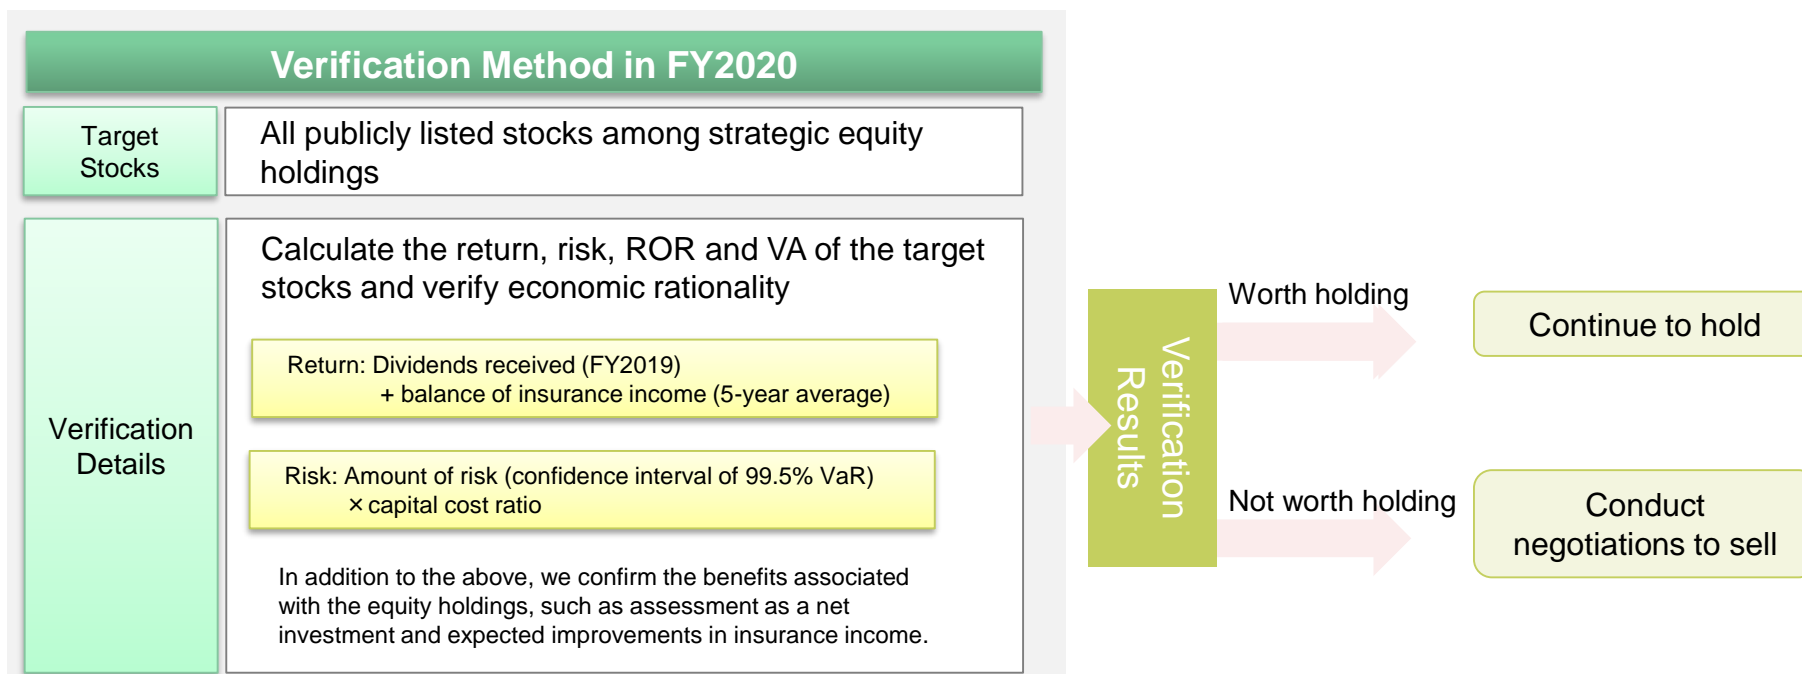 Verification Method in FY2020
Target
Stocks
All publicly listed stocks among strategic equity
holdings
Verification
Details
Calculate the return, risk, ROR and VA of the target
stocks and verify economic rationality
Return: Dividends received (FY2019)
+ balance of insurance income (5-year average)
Risk: Amount of risk (confidence interval of 99.5% VaR)
× capital cost ratio
In addition to the above, we confirm the benefits associated
with the equity holdings, such as assessment as a net
investment and expected improvements in insurance income.
Verification
Results
Worth holding
Continue to hold
Not worth holding
Conduct
negotiations to sell